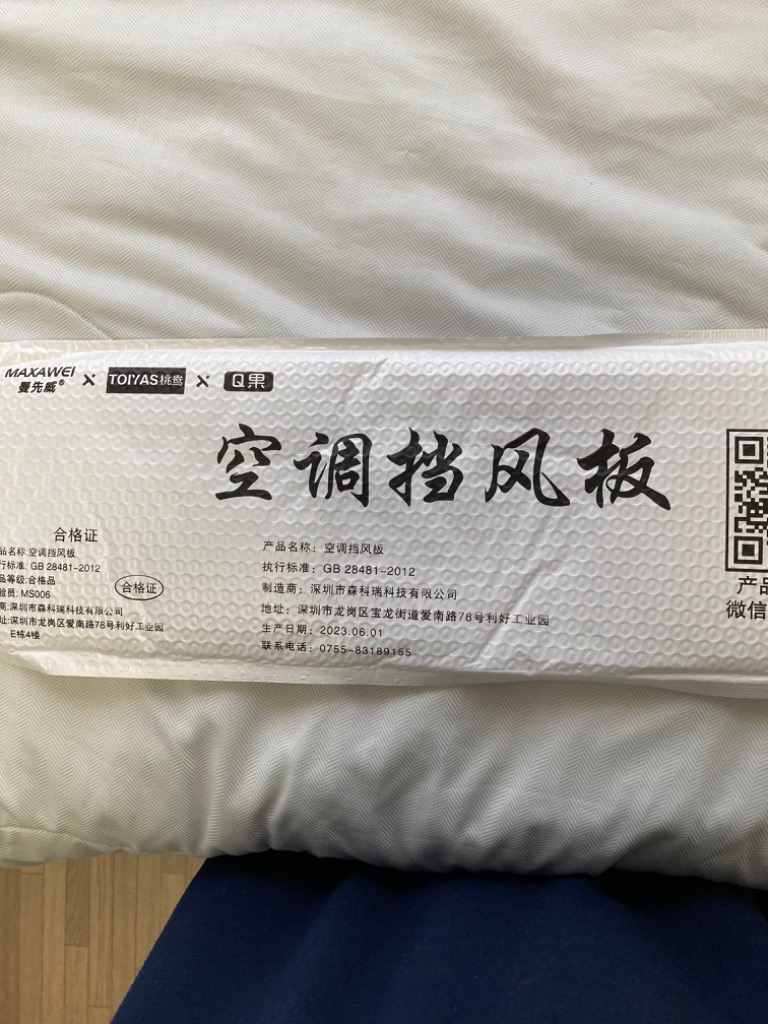 MAXAWEI
曼先威® × TOIYAS桃鸷 × Q果
空调挡风板
合格证
品名称:空调挡风板
行标准: GB 28481-2012
品等级:合格品
验员: MS006
商:深圳市森科瑞科技有限公司
址:深圳市龙岗区宝龙街道爱南路78号利好工业园
E栋4楼
合格证
产品名称: 空调挡风板
执行标准: GB 28481-2012
制造商: 深圳市森科瑞科技有限公司
地址: 深圳市龙岗区宝龙街道爱南路78号利好工业园
生产日期: 2023.06.01
联系电话: 0755-83189155
产品
微信